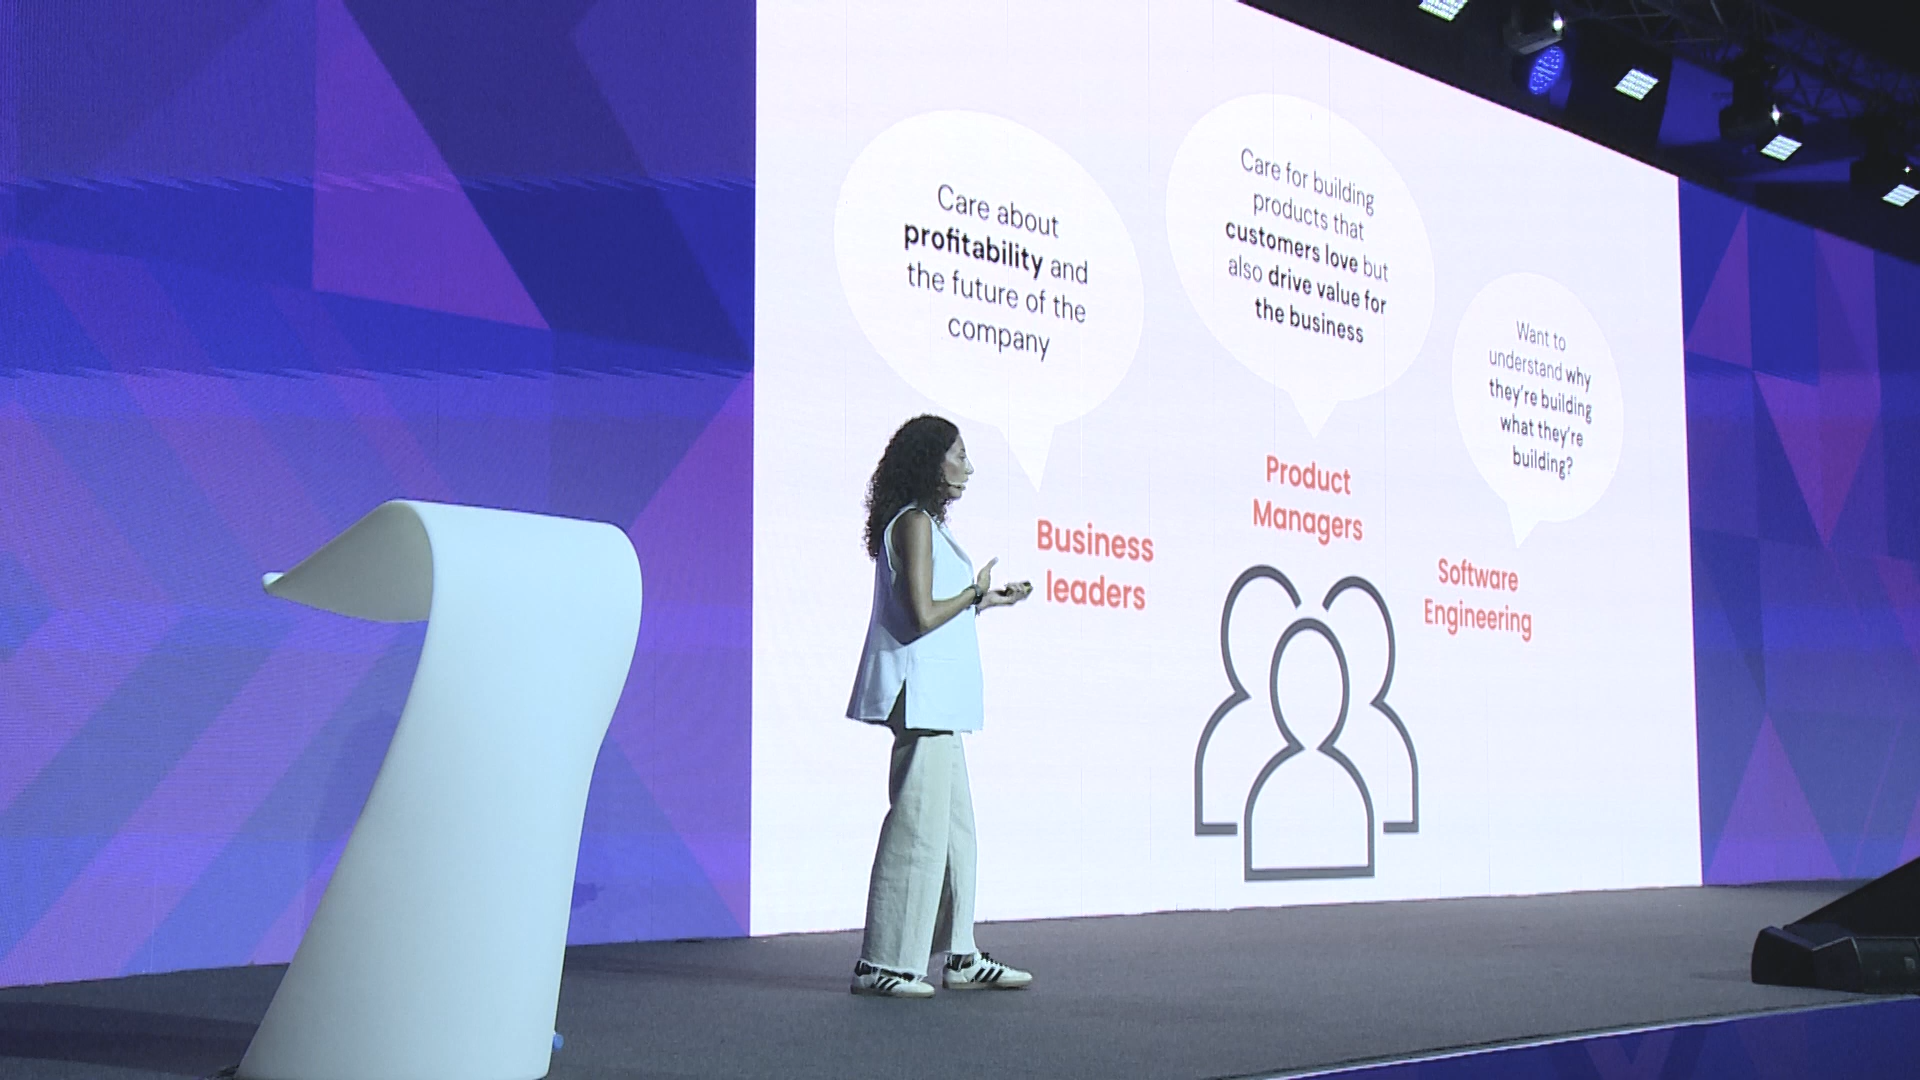 Care about
profitability and
the future of the
company
Business
leaders
Care for building
products that
customers love but
also drive value for
the business
Product
Managers
Want to
understand why
they're building
what they're
building?
Software
Engineering